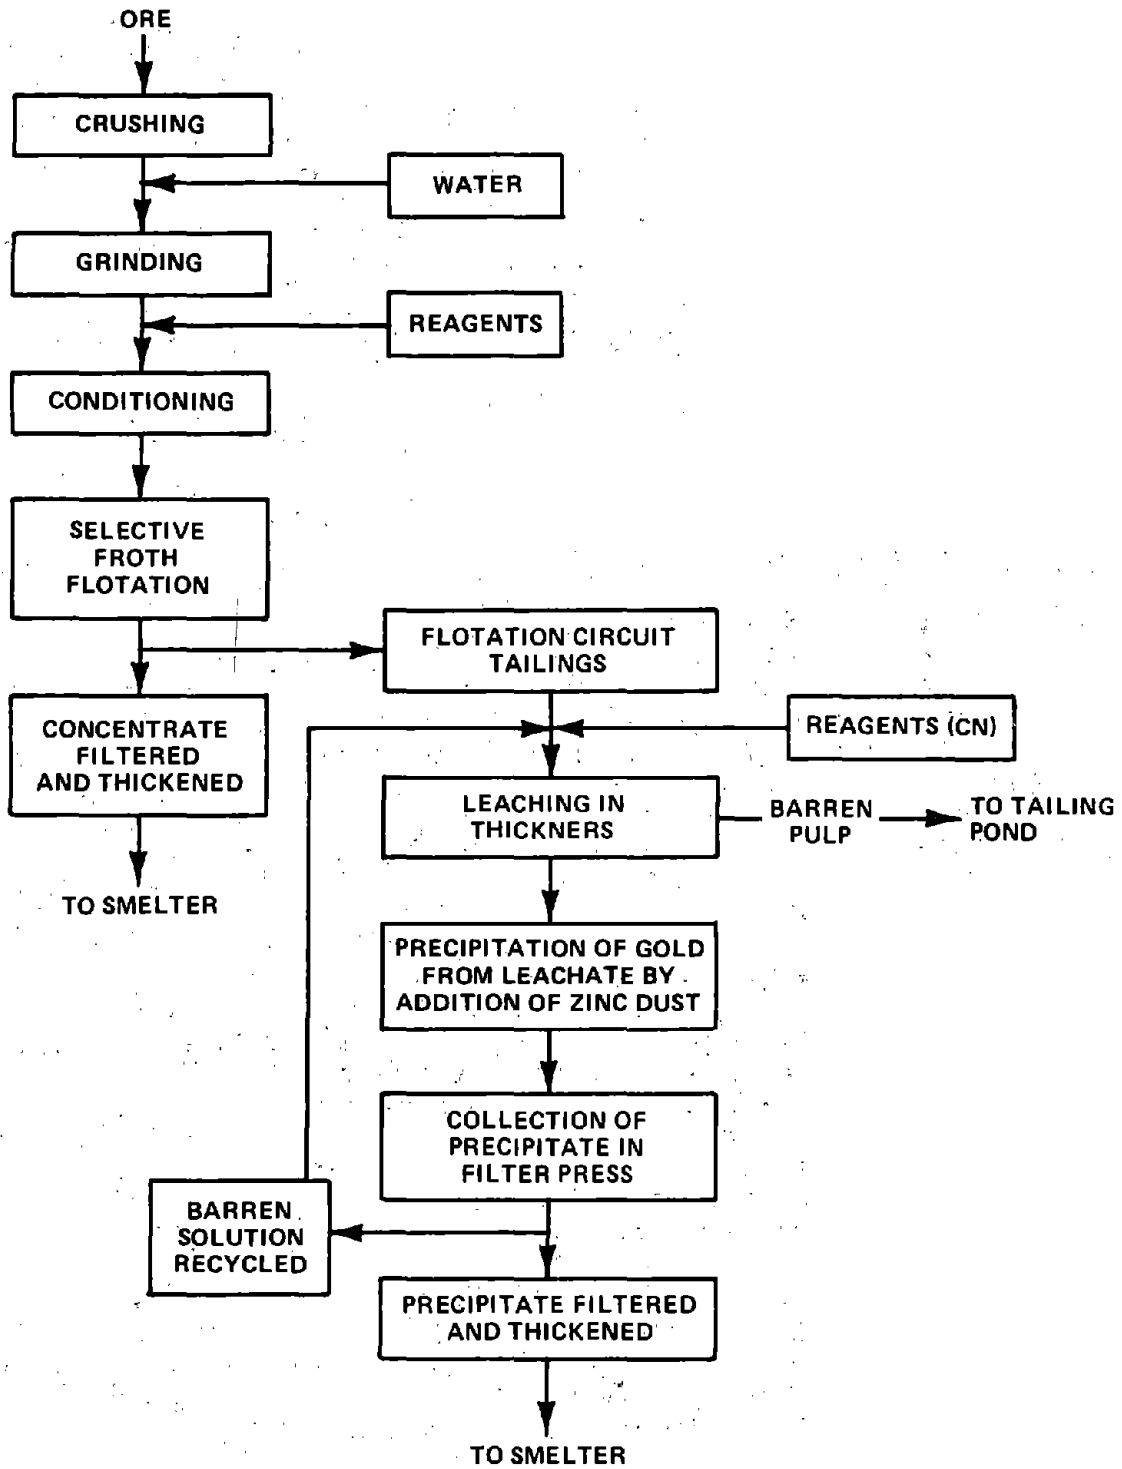 ORE
CRUSHING
WATER
GRINDING
REAGENTS
CONDITIONING
SELECTIVE
FROTH
FLOTATION
FLOTATION CIRCUIT
TAILINGS
CONCENTRATE
FILTERED
AND THICKENED
REAGENTS (CN)
LEACHING IN
THICKNERS
BARREN
PULP
TO TAILING
POND
TO SMELTER
PRECIPITATION OF GOLD
FROM LEACHATE BY
ADDITION OF ZINC DUST
COLLECTION OF
PRECIPITATE IN
FILTER PRESS
BARREN
SOLUTION
RECYCLED
PRECIPITATE FILTERED
AND THICKENED
TO SMELTER